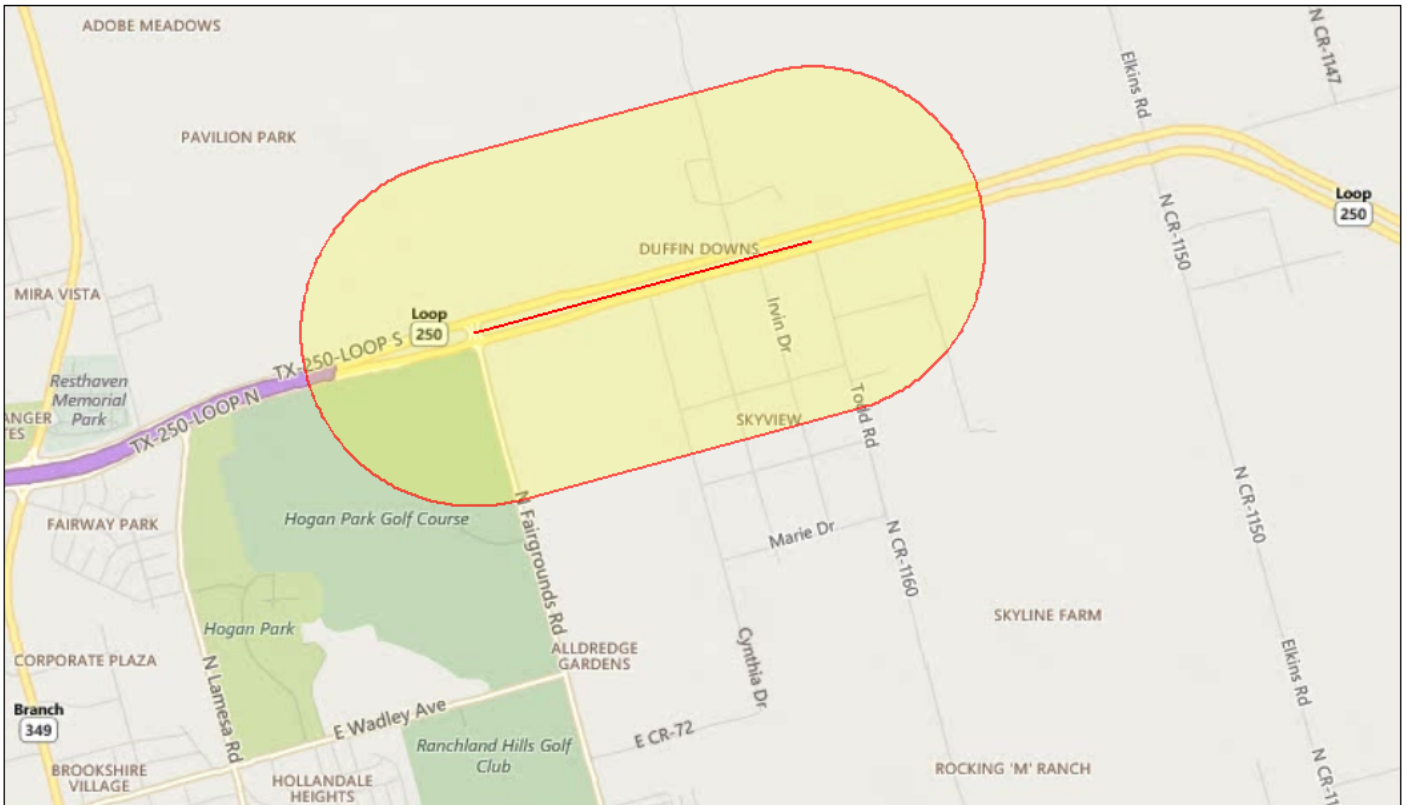 ADOBE MEADOWS
N CR-1147
Elkins Rd
PAVILION PARK
Loop
250
N CR-1150
DUFFIN DOWNS
MIRA VISTA
Loop
250
Irvin Dr
TX-250-LOOP S
Resthaven
Memorial
Park
TX-250-LOOP N
ANGER
TES
SKYVIEW
Todd Rd
Hogan Park Golf Course
FAIRWAY PARK
N Fairgrounds Rd
Marie Dr
N CR-1150
N CR-1160
Hogan Park
SKYLINE FARM
CORPORATE PLAZA
N Lamesa Rd
ALLDREDGE
GARDENS
Cynthia Dr
Elkins Rd
Branch
349
E Wadley Ave
E CR-72
Ranchland Hills Golf
Club
BROOKSHIRE
VILLAGE
HOLLANDALE
HEIGHTS
ROCKING 'M' RANCH
N CR-1